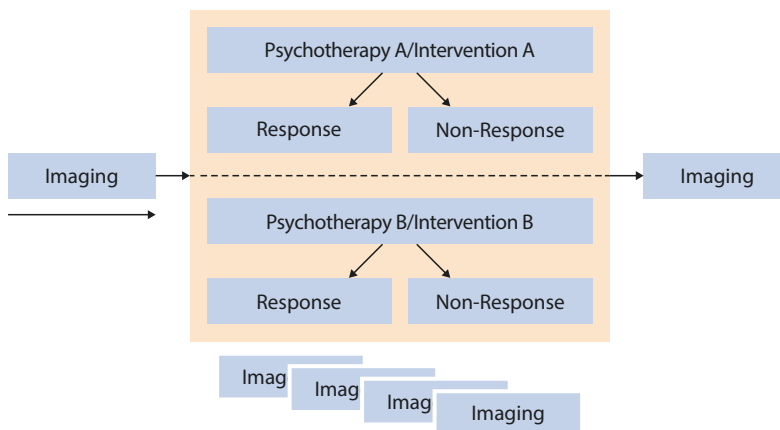 Psychotherapy A/Intervention A
Response
Non-Response
Imaging
Imaging
Psychotherapy B/Intervention B
Response
Non-Response
Imag
Imag
Imag
Imaging